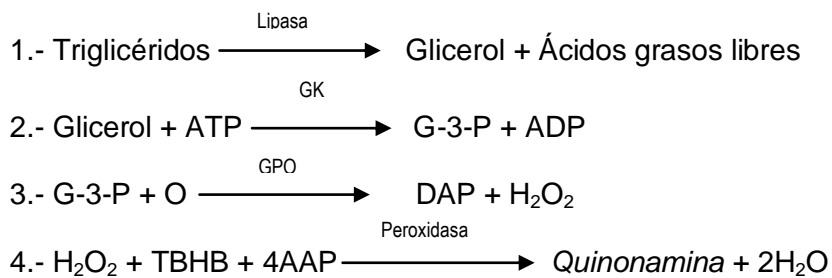 Lipasa
1.- Triglicéridos Glicerol + Ácidos grasos libres
GK
2.- Glicerol + ATP G-3-P + ADP
GPO
3.- G-3-P + O DAP + H₂O₂
Peroxidasa
4.- H₂O₂ + TBHB + 4AAP Quinonamina + 2H₂O